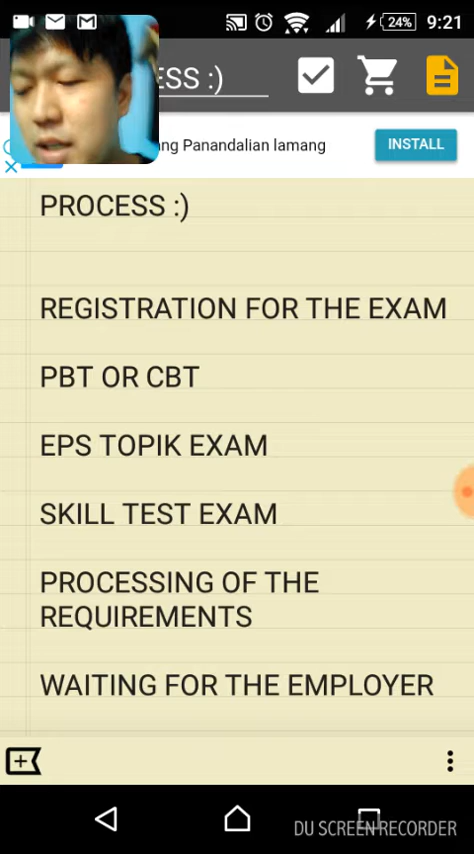 24% 9:21
ESS :)
ng Panandalian lamang
INSTALL
PROCESS :)
REGISTRATION FOR THE EXAM
PBT OR CBT
EPS TOPIK EXAM
SKILL TEST EXAM
PROCESSING OF THE
REQUIREMENTS
WAITING FOR THE EMPLOYER
DU SCREEN RECORDER